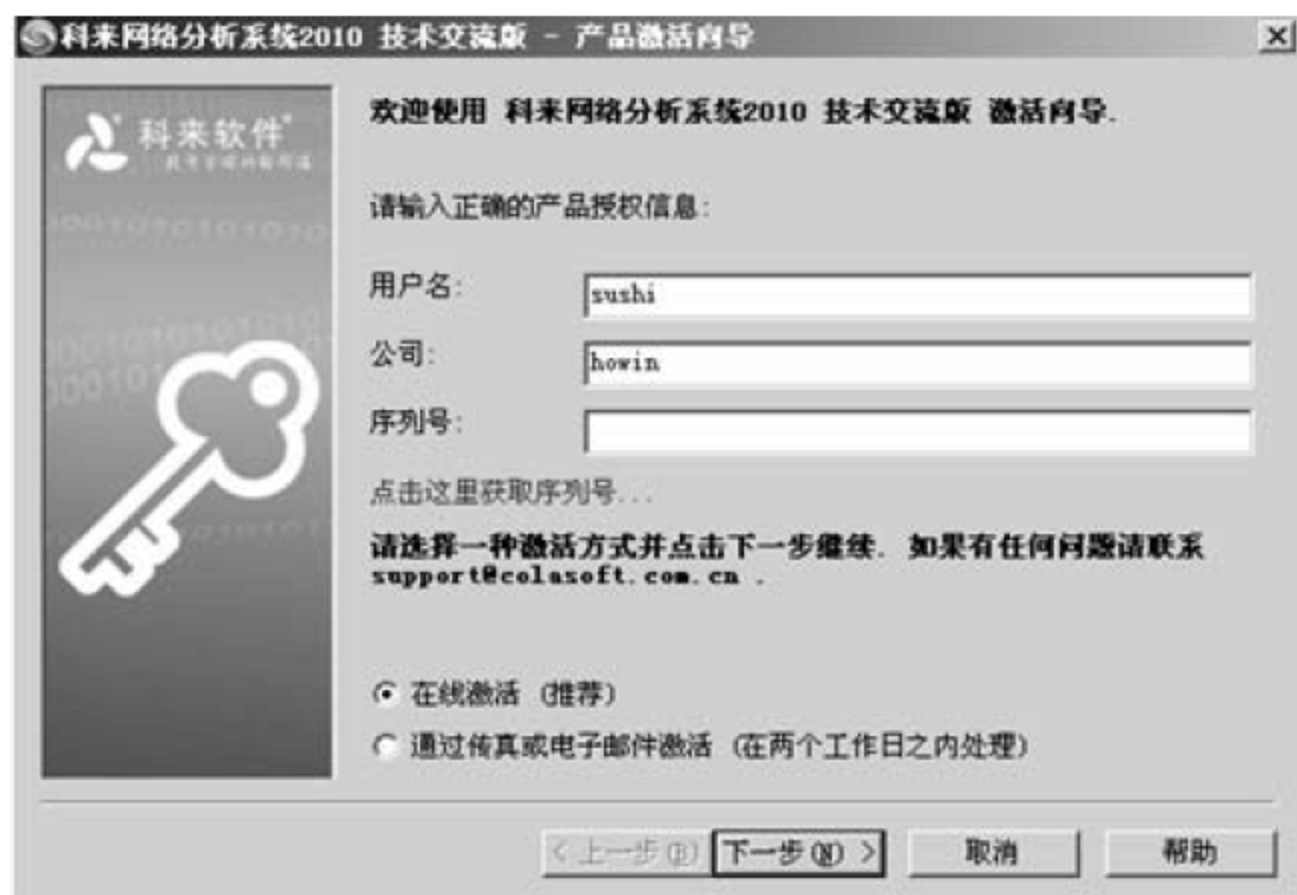 科来网络分析系统2010 技术交流版 - 产品激活向导
科来软件
欢迎使用 科来网络分析系统2010 技术交流版 激活向导.
请输入正确的产品授权信息:
用户名:
sushi
公司:
howin
序列号:
点击这里获取序列号...
请选择一种激活方式并点击下一步继续. 如果有任何问题请联系
support@colasoft.com.cn .
在线激活 (推荐)
通过传真或电子邮件激活 (在两个工作日之内处理)
< 上一步(B)
下一步(N) >
取消
帮助